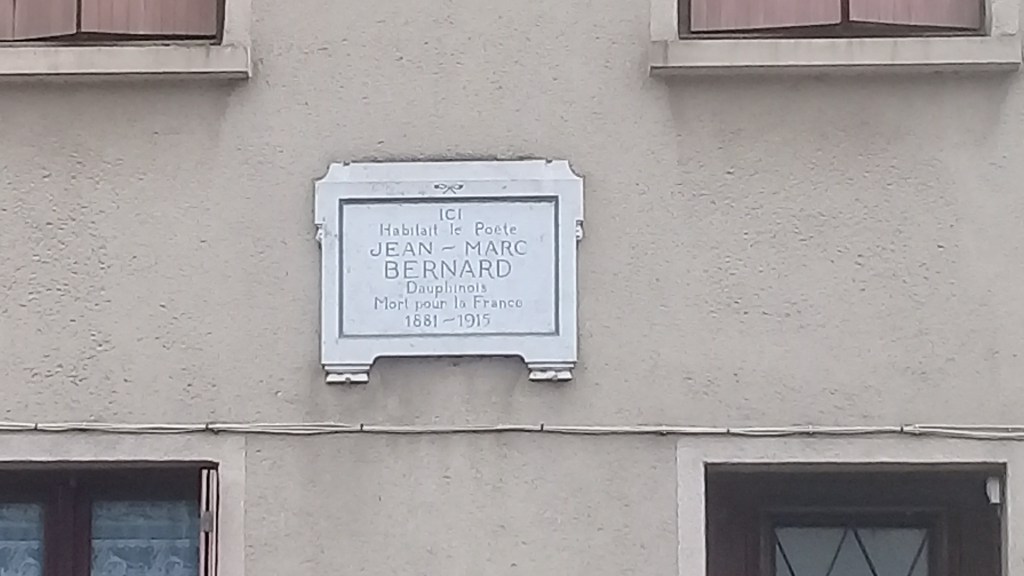 ICI
Habitait le Poète
JEAN - MARC
BERNARD
Dauphinois
Mort pour la France
1881 - 1915